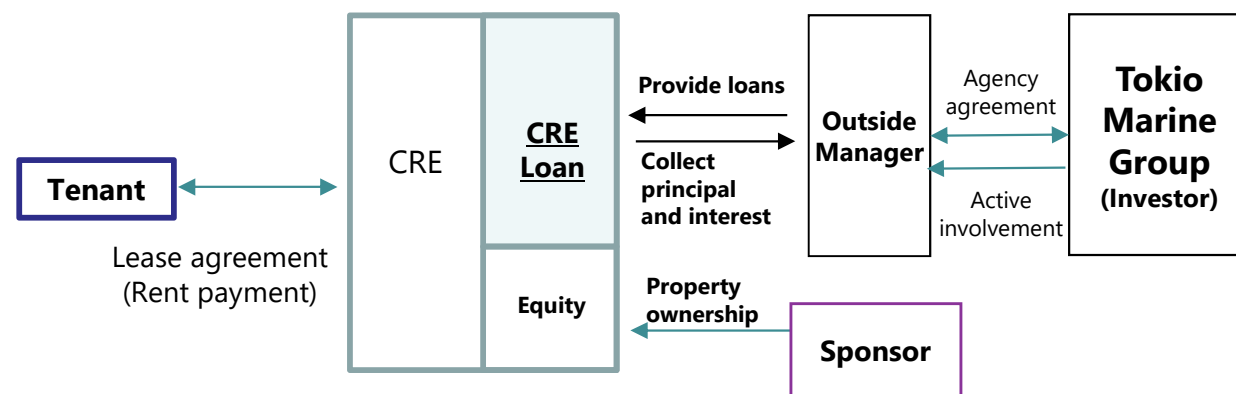 Tenant
Lease agreement
(Rent payment)
CRE
CRE
Loan
Equity
Provide loans
Collect
principal
and interest
Property
ownership
Sponsor
Outside
Manager
Agency
agreement
Active
involvement
Tokio
Marine
Group
(Investor)